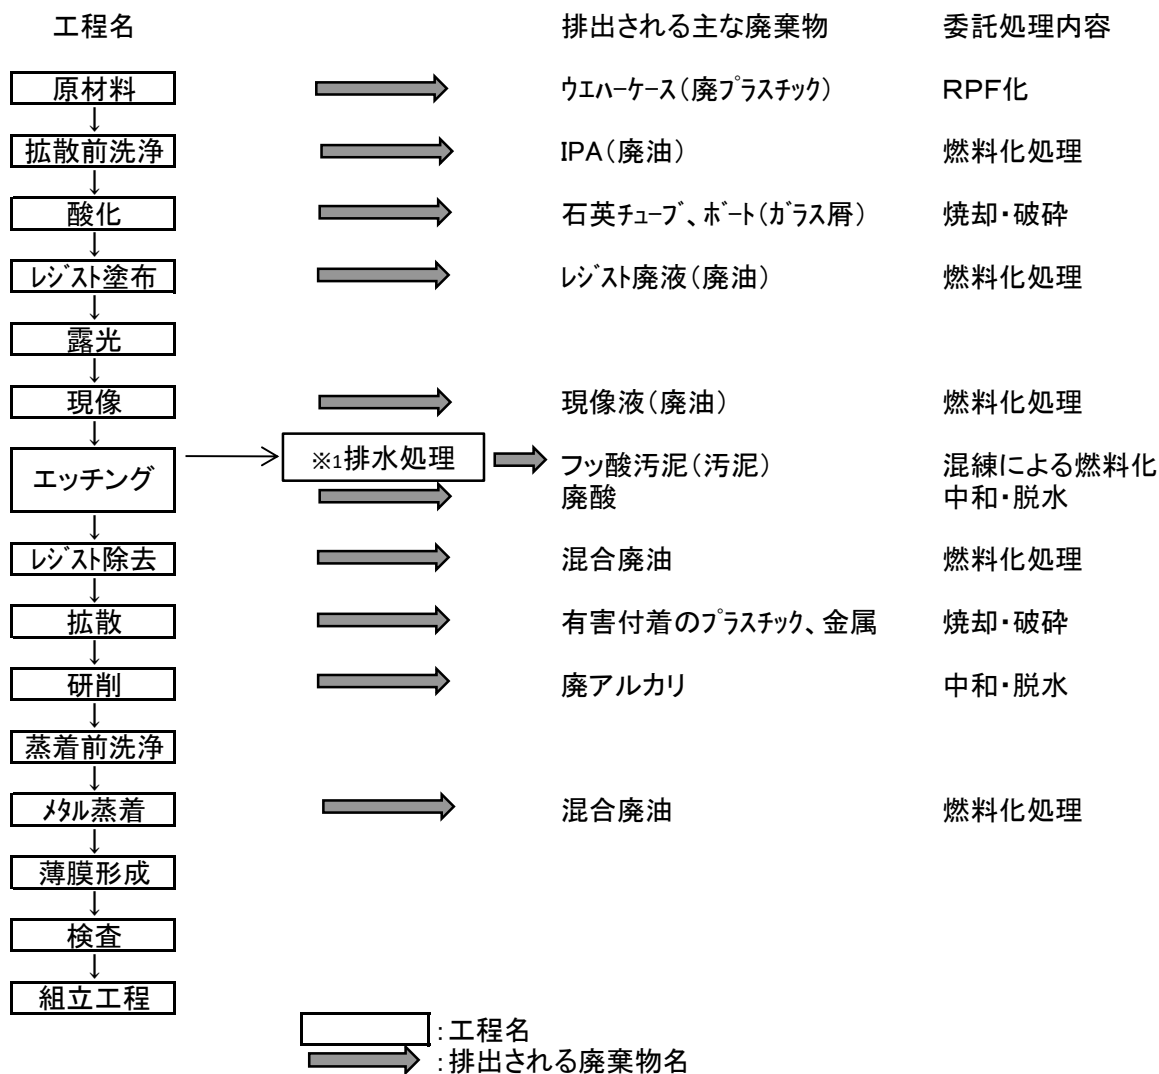 工程名 排出される主な廃棄物 委託処理内容
原材料 ｳｴﾊｰｹｰｽ(廃ﾌﾟﾗｽﾁｯｸ) RPF化
↓
拡散前洗浄 IPA(廃油) 燃料化処理
↓
酸化 石英ﾁｭｰﾌﾞ、ﾎﾞｰﾄ(ｶﾞﾗｽ屑) 焼却・破砕
↓
ﾚｼﾞｽﾄ塗布 ﾚｼﾞｽﾄ廃液(廃油) 燃料化処理
↓
露光
↓
現像 現像液(廃油) 燃料化処理
↓
エッチング ※1排水処理 フッ酸汚泥(汚泥) 混練による燃料化
廃酸 中和・脱水
↓
ﾚｼﾞｽﾄ除去 混合廃油 燃料化処理
↓
拡散 有害付着のﾌﾟﾗｽﾁｯｸ、金属 焼却・破砕
↓
研削 廃アルカリ 中和・脱水
↓
蒸着前洗浄
↓
ﾒﾀﾙ蒸着 混合廃油 燃料化処理
↓
薄膜形成
↓
検査
↓
組立工程
:工程名
:排出される廃棄物名